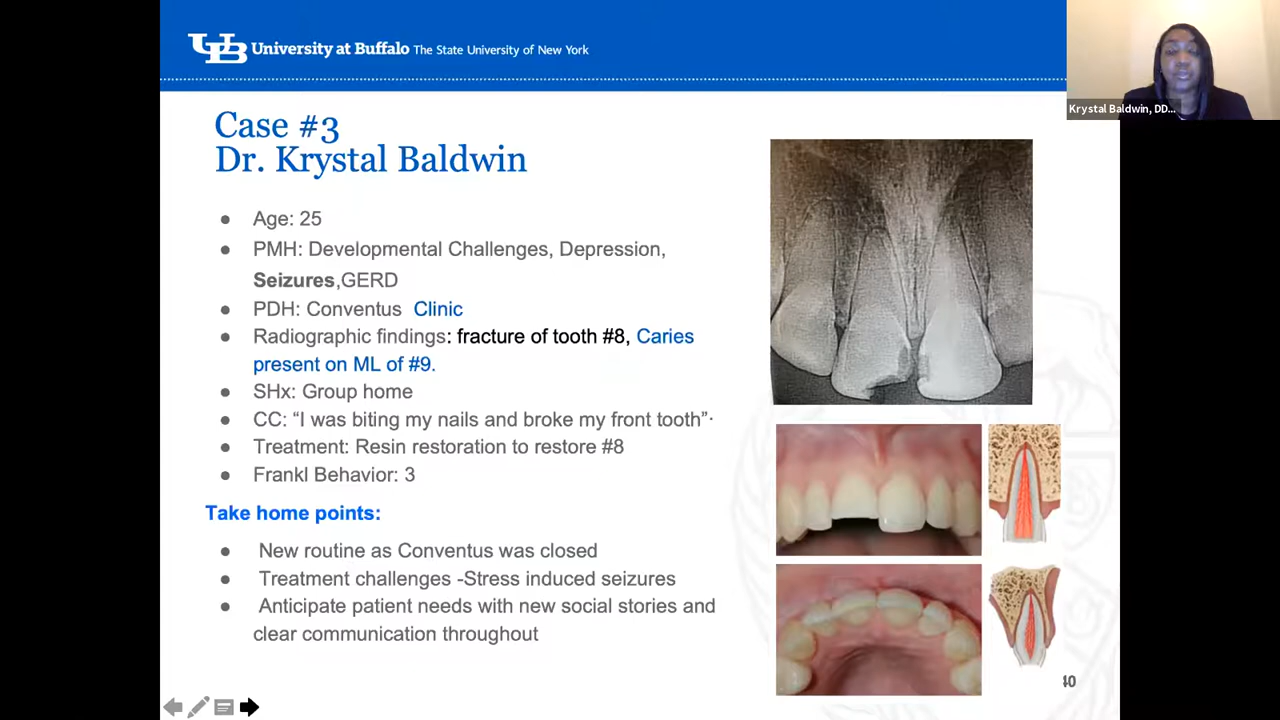 University at Buffalo The State University of New York
Krystal Baldwin, DD...
Case #3
Dr. Krystal Baldwin
● Age: 25
● PMH: Developmental Challenges, Depression,
Seizures,GERD
● PDH: Conventus Clinic
● Radiographic findings: fracture of tooth #8, Caries
present on ML of #9.
● SHx: Group home
● CC: “I was biting my nails and broke my front tooth”·
● Treatment: Resin restoration to restore #8
● Frankl Behavior: 3
Take home points:
● New routine as Conventus was closed
● Treatment challenges -Stress induced seizures
● Anticipate patient needs with new social stories and
clear communication throughout
40